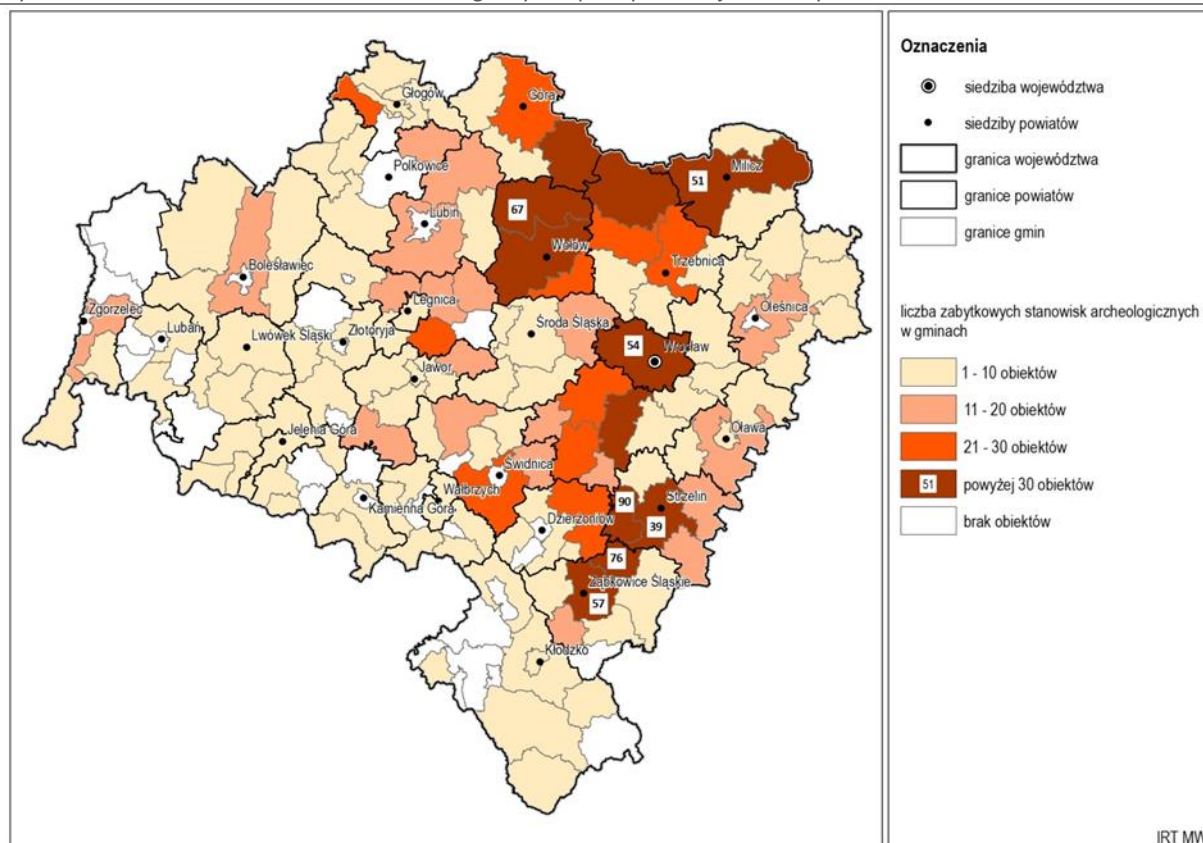 Głogów
Góra
Polkowice
Milicz
51
Lubin
67
Wołów
Trzebnica
Bolesławiec
Legnica
Oleśnica
Zgorzelec
Lubań
Lwówek Śląski
Złotoryja
Środa Śląska
54
Wrocław
Jawor
Jelenia Góra
Oława
Świdnica
Wałbrzych
Kamienna Góra
90
Strzelin
39
Dzierżoniów
76
Ząbkowice Śląskie
57
Kłodzko
Oznaczenia
siedziba województwa
siedziby powiatów
granica województwa
granice powiatów
granice gmin
liczba zabytkowych stanowisk archeologicznych
w gminach
1 - 10 obiektów
11 - 20 obiektów
21 - 30 obiektów
51 powyżej 30 obiektów
brak obiektów